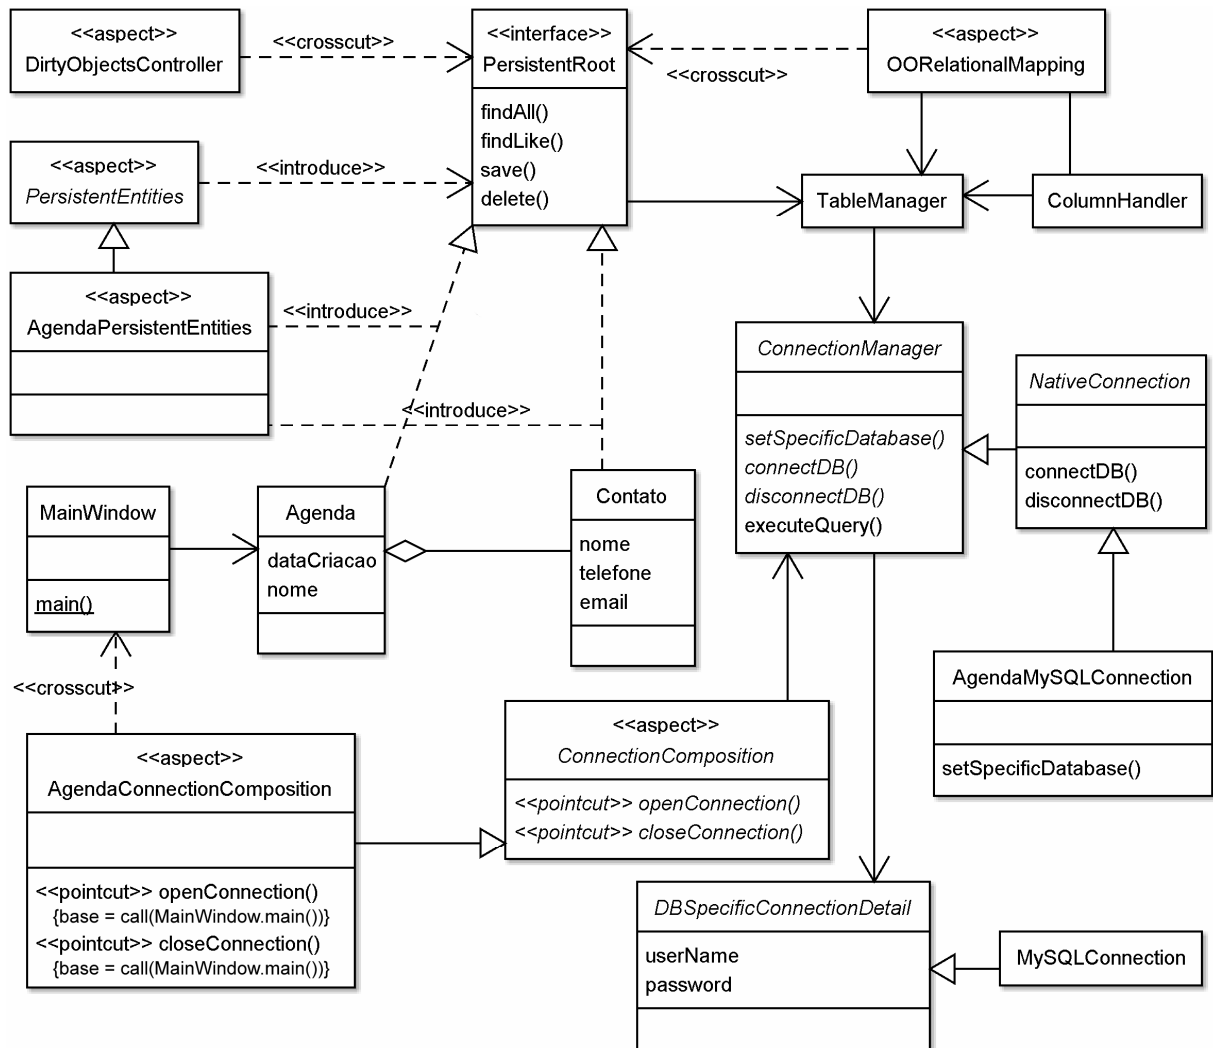 <<aspect>>
DirtyObjectsController
<<crosscut>>
<<interface>>
PersistentRoot
findAll()
findLike()
save()
delete()
<<crosscut>>
<<aspect>>
OORelationalMapping
<<aspect>>
PersistentEntities
<<introduce>>
TableManager
ColumnHandler
<<aspect>>
AgendaPersistentEntities
<<introduce>>
<<introduce>>
ConnectionManager
setSpecificDatabase()
connectDB()
disconnectDB()
executeQuery()
NativeConnection
connectDB()
disconnectDB()
MainWindow
main()
Agenda
dataCriacao
nome
Contato
nome
telefone
email
<<crosscut>>
AgendaMySQLConnection
setSpecificDatabase()
<<aspect>>
ConnectionComposition
<<pointcut>> openConnection()
<<pointcut>> closeConnection()
<<aspect>>
AgendaConnectionComposition
<<pointcut>> openConnection()
{base = call(MainWindow.main())}
<<pointcut>> closeConnection()
{base = call(MainWindow.main())}
DBSpecificConnectionDetail
userName
password
MySQLConnection